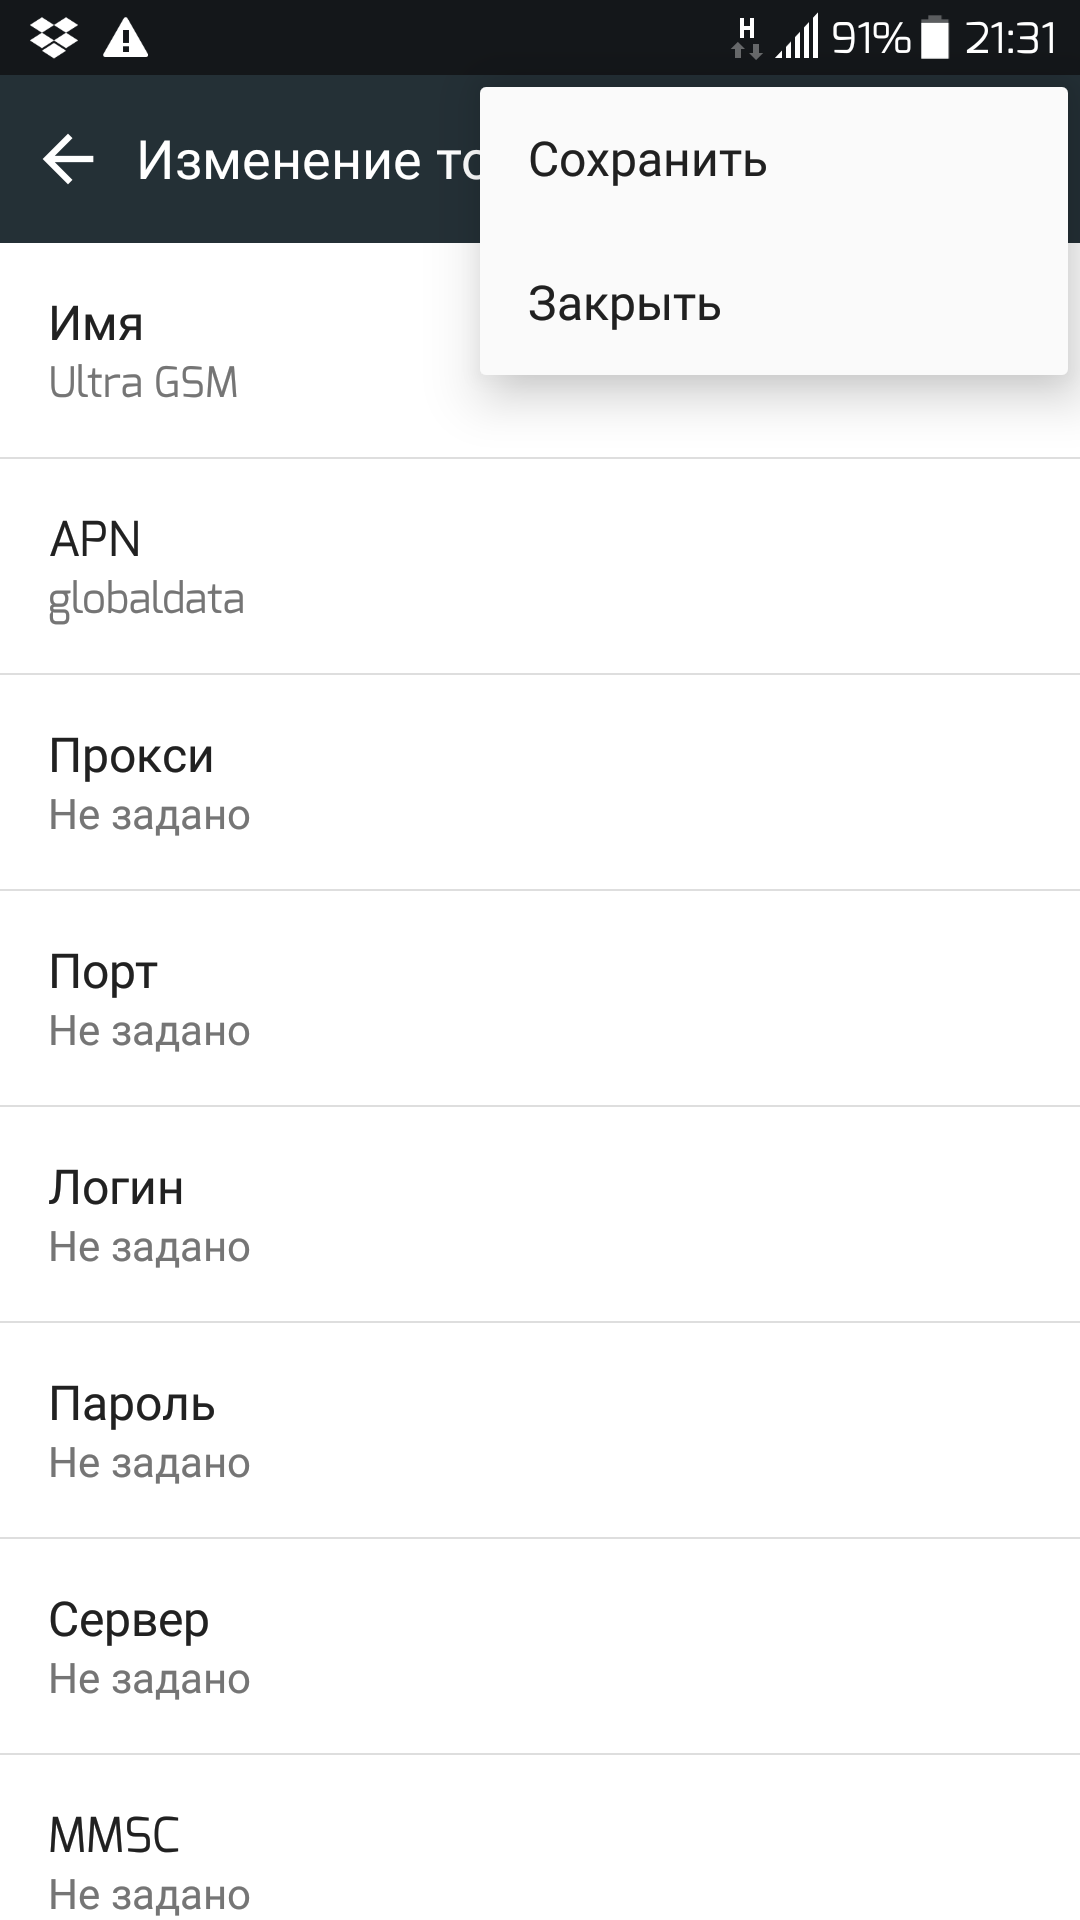 H 91% 21:31
Изменение то
Сохранить
Закрыть
Имя
Ultra GSM
APN
globaldata
Прокси
Не задано
Порт
Не задано
Логин
Не задано
Пароль
Не задано
Сервер
Не задано
MMSC
Не задано